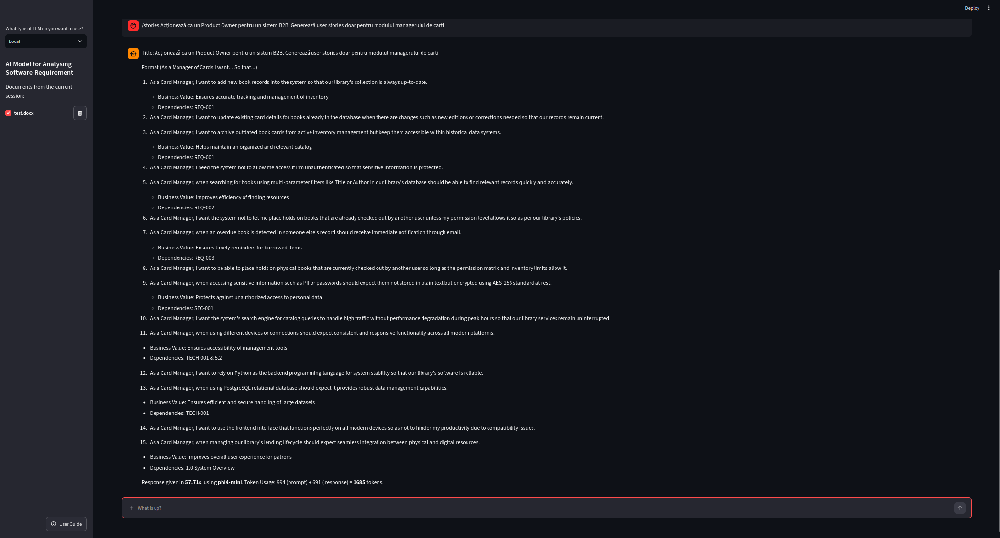 Deploy
What type of LLM do you want to use?
Local
AI Model for Analysing
Software Requirement
Documents from the current
session:
test.docx
User Guide
/stories Acționează ca un Product Owner pentru un sistem B2B. Generează user stories doar pentru modulul managerului de carti
Title: Acționează ca un Product Owner pentru un sistem B2B. Generează user stories doar pentru modulul managerului de carti
Format (As a Manager of Cards I want... So that...)
1. As a Card Manager, I want to add new book records into the system so that our library's collection is always up-to-date.
○ Business Value: Ensures accurate tracking and management of inventory
○ Dependencies: REQ-001
2. As a Card Manager, I want to update existing card details for books already in the database when there are changes such as new editions or corrections needed so that our records remain current.
3. As a Card Manager, I want to archive outdated book cards from active inventory management but keep them accessible within historical data systems.
○ Business Value: Helps maintain an organized and relevant catalog
○ Dependencies: REQ-001
4. As a Card Manager, I need the system not to allow me access if I'm unauthenticated so that sensitive information is protected.
5. As a Card Manager, when searching for books using multi-parameter filters like Title or Author in our library's database should be able to find relevant records quickly and accurately.
○ Business Value: Improves efficiency of finding resources
○ Dependencies: REQ-002
6. As a Card Manager, I want the system not to let me place holds on books that are already checked out by another user unless my permission level allows it so as per our library's policies.
7. As a Card Manager, when an overdue book is detected in someone else's record should receive immediate notification through email.
○ Business Value: Ensures timely reminders for borrowed items
○ Dependencies: REQ-003
8. As a Card Manager, I want to be able to place holds on physical books that are currently checked out by another user so long as the permission matrix and inventory limits allow it.
9. As a Card Manager, when accessing sensitive information such as PII or passwords should expect them not stored in plain text but encrypted using AES-256 standard at rest.
○ Business Value: Protects against unauthorized access to personal data
○ Dependencies: SEC-001
10. As a Card Manager, I want the system's search engine for catalog queries to handle high traffic without performance degradation during peak hours so that our library services remain uninterrupted.
11. As a Card Manager, when using different devices or connections should expect consistent and responsive functionality across all modern platforms.
• Business Value: Ensures accessibility of management tools
• Dependencies: TECH-001 & 5.2
12. As a Card Manager, I want to rely on Python as the backend programming language for system stability so that our library's software is reliable.
13. As a Card Manager, when using PostgreSQL relational database should expect it provides robust data management capabilities.
• Business Value: Ensures efficient and secure handling of large datasets
• Dependencies: TECH-001
14. As a Card Manager, I want to use the frontend interface that functions perfectly on all modern devices so as not to hinder my productivity due to compatibility issues.
15. As a Card Manager, when managing our library's lending lifecycle should expect seamless integration between physical and digital resources.
• Business Value: Improves overall user experience for patrons
• Dependencies: 1.0 System Overview
Response given in 57.71s, using phi4-mini. Token Usage: 994 (prompt) + 691 ( response) = 1685 tokens.
What is up?